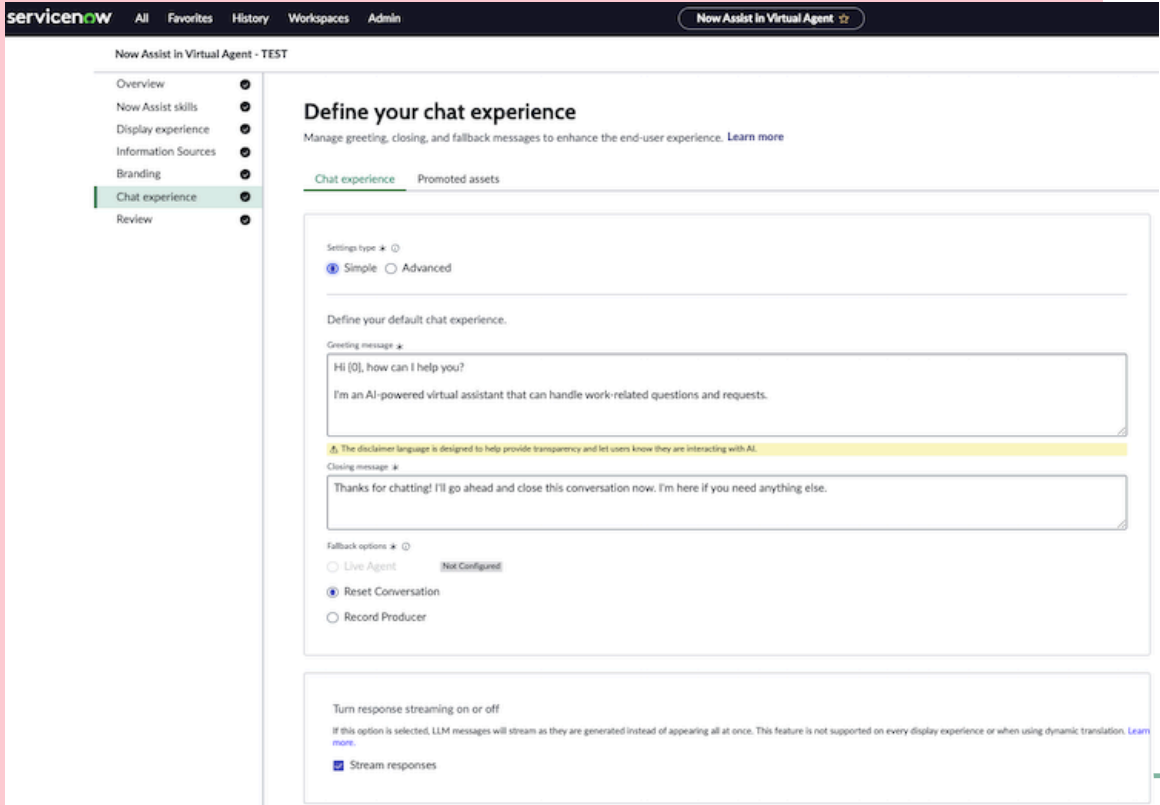 servicenow All Favorites History Workspaces Admin Now Assist in Virtual Agent ☆
Now Assist in Virtual Agent - TEST
Overview
Now Assist skills
Display experience
Information Sources
Branding
Chat experience
Review
Define your chat experience
Manage greeting, closing, and fallback messages to enhance the end-user experience. Learn more
Chat experience Promoted assets
Settings type *
Simple Advanced
Define your default chat experience.
Greeting message *
Hi {0}, how can I help you?
I'm an AI-powered virtual assistant that can handle work-related questions and requests.
The disclaimer language is designed to help provide transparency and let users know they are interacting with AI.
Closing message *
Thanks for chatting! I'll go ahead and close this conversation now. I'm here if you need anything else.
Fallback options *
Live Agent Not Configured
Reset Conversation
Record Producer
Turn response streaming on or off
If this option is selected, LLM messages will stream as they are generated instead of appearing all at once. This feature is not supported on every display experience or when using dynamic translation. Learn
more.
Stream responses